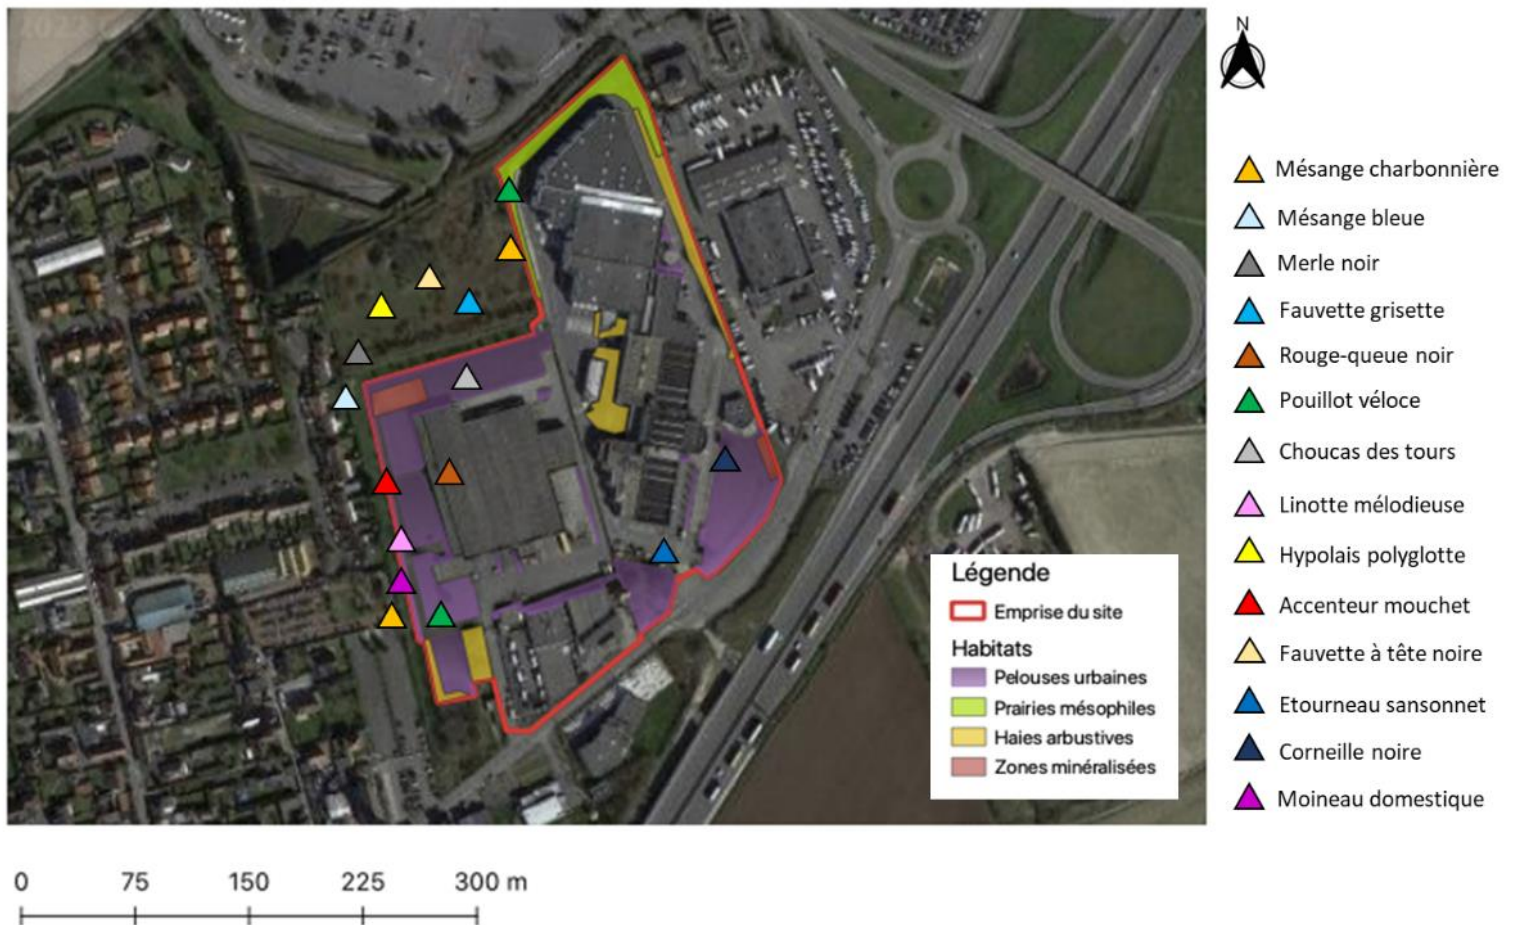 N
Mésange charbonnière
Mésange bleue
Merle noir
Fauvette grisette
Rouge-queue noir
Pouillot véloce
Choucas des tours
Linotte mélodieuse
Hypolais polyglotte
Accenteur mouchet
Fauvette à tête noire
Etourneau sansonnet
Corneille noire
Moineau domestique
Légende
Emprise du site
Habitats
Pelouses urbaines
Prairies mésophiles
Haies arbustives
Zones minéralisées
0 75 150 225 300 m